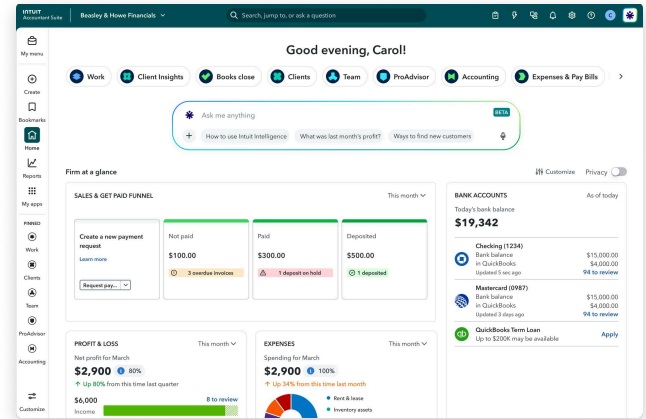 INTUIT
Accountant Suite
Beasley & Howe Financials
Search, jump to, or ask a question
C
My menu
Create
Bookmarks
Home
Reports
My apps
PINNED
Work
Clients
Team
ProAdvisor
Accounting
Customize
Good evening, Carol!
Work
Client Insights
Books close
Clients
Team
ProAdvisor
Accounting
Expenses & Pay Bills
Ask me anything
BETA
How to use Intuit Intelligence
What was last month's profit?
Ways to find new customers
Firm at a glance
Customize
Privacy
SALES & GET PAID FUNNEL
This month
Create a new payment
request
Learn more
Request pay...
Not paid
$100.00
3 overdue invoices
Paid
$300.00
1 deposit on hold
Deposited
$500.00
1 deposited
BANK ACCOUNTS
As of today
Today's bank balance
$19,342
Checking (1234)
Bank balance $15,000.00
in QuickBooks $4,000.00
Updated 5 sec ago 94 to review
Mastercard (0987)
Bank balance $15,000.00
in QuickBooks $4,000.00
Updated 3 days ago 94 to review
qb
QuickBooks Term Loan
Up to $200K may be available
Apply
PROFIT & LOSS
This month
Net profit for March
$2,900 80%
Up 80% from this time last quarter
$6,000 8 to review
Income
EXPENSES
This month
Spending for March
$2,900 100%
Up 34% from this time last month
Rent & lease
Inventory assets